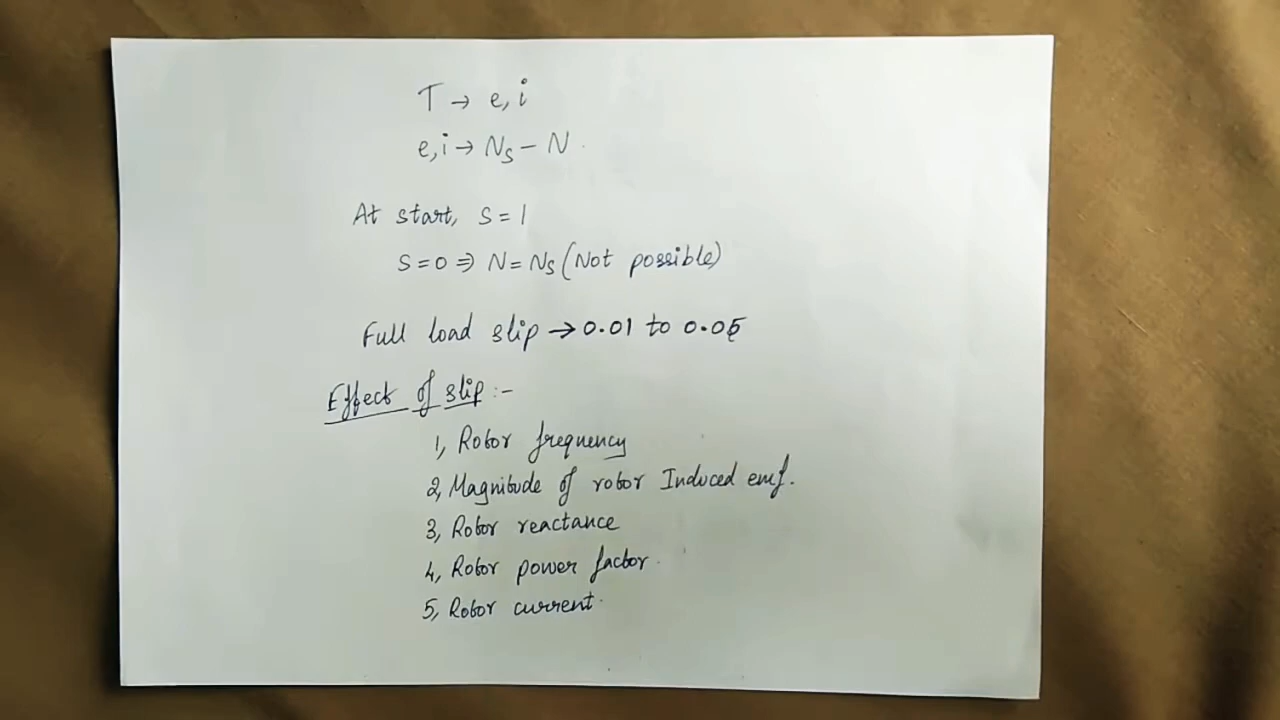 T → e, i
e, i → Ns - N.
At start, S = 1
S = 0 ⇒ N = Ns (Not possible)
Full load slip → 0.01 to 0.05
Effect of slip :-
1, Rotor frequency
2, Magnitude of rotor Induced emf.
3, Rotor reactance
4, Rotor power factor.
5, Rotor current.